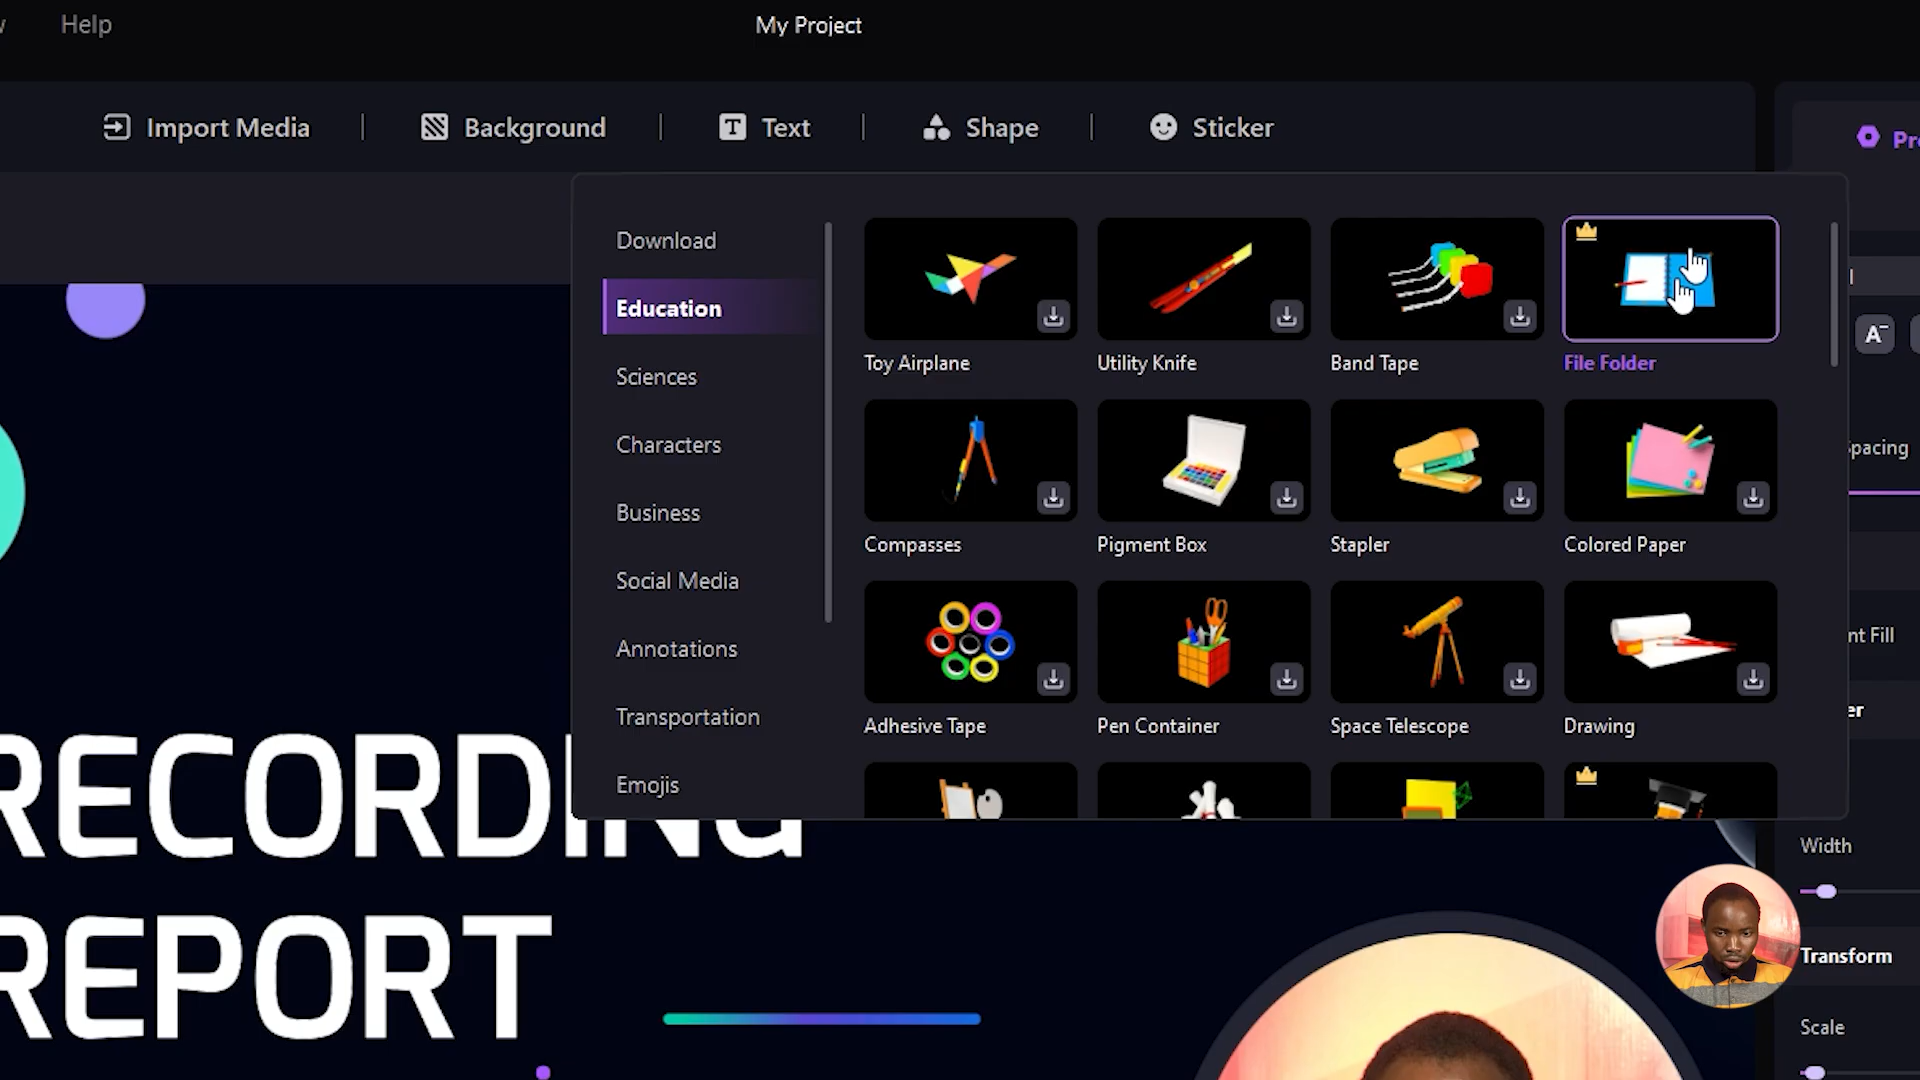 Help
My Project
Import Media
Background
Text
Shape
Sticker
Download
Education
Sciences
Characters
Business
Social Media
Annotations
Transportation
Emojis
Toy Airplane
Utility Knife
Band Tape
File Folder
Compasses
Pigment Box
Stapler
Colored Paper
Adhesive Tape
Pen Container
Space Telescope
Drawing
A
Width
Transform
Scale
REPORT